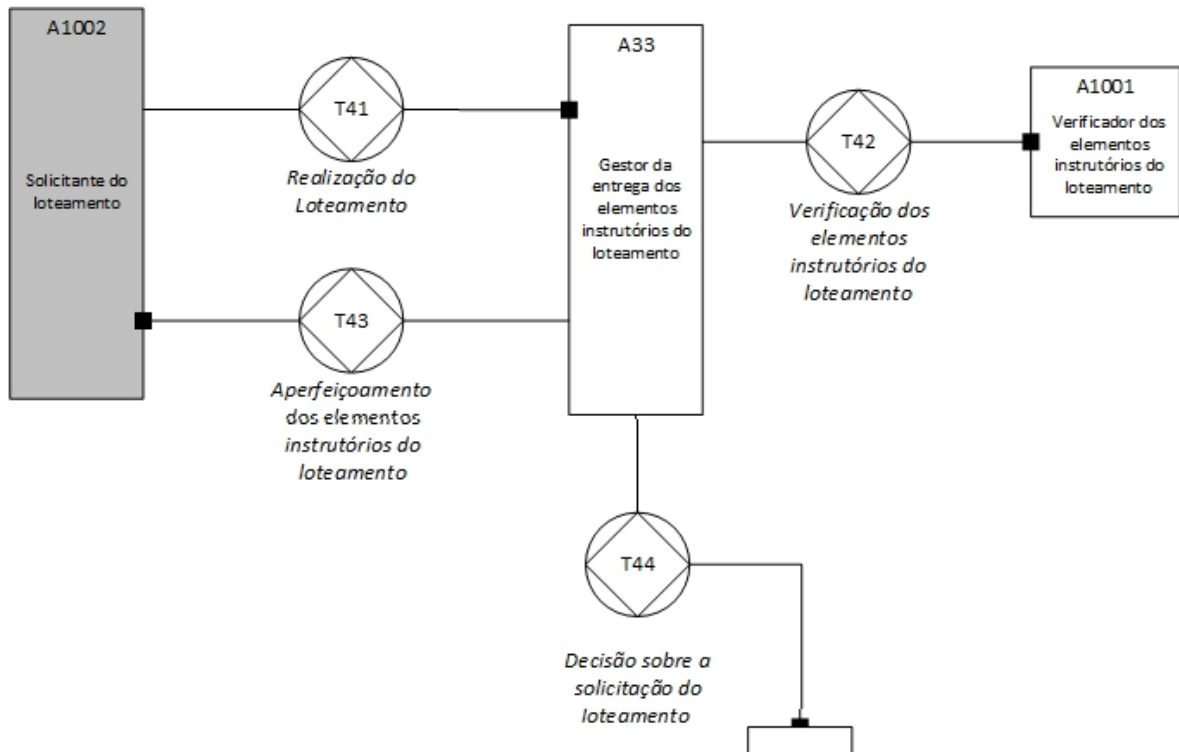 A1002
Solicitante do
loteamento
T41
Realização do
Loteamento
T43
Aperfeiçoamento
dos elementos
instrutórios do
loteamento
A33
Gestor da
entrega dos
elementos
instrutórios do
loteamento
T42
Verificação dos
elementos
instrutórios do
loteamento
A1001
Verificador dos
elementos
instrutórios do
loteamento
T44
Decisão sobre a
solicitação do
loteamento